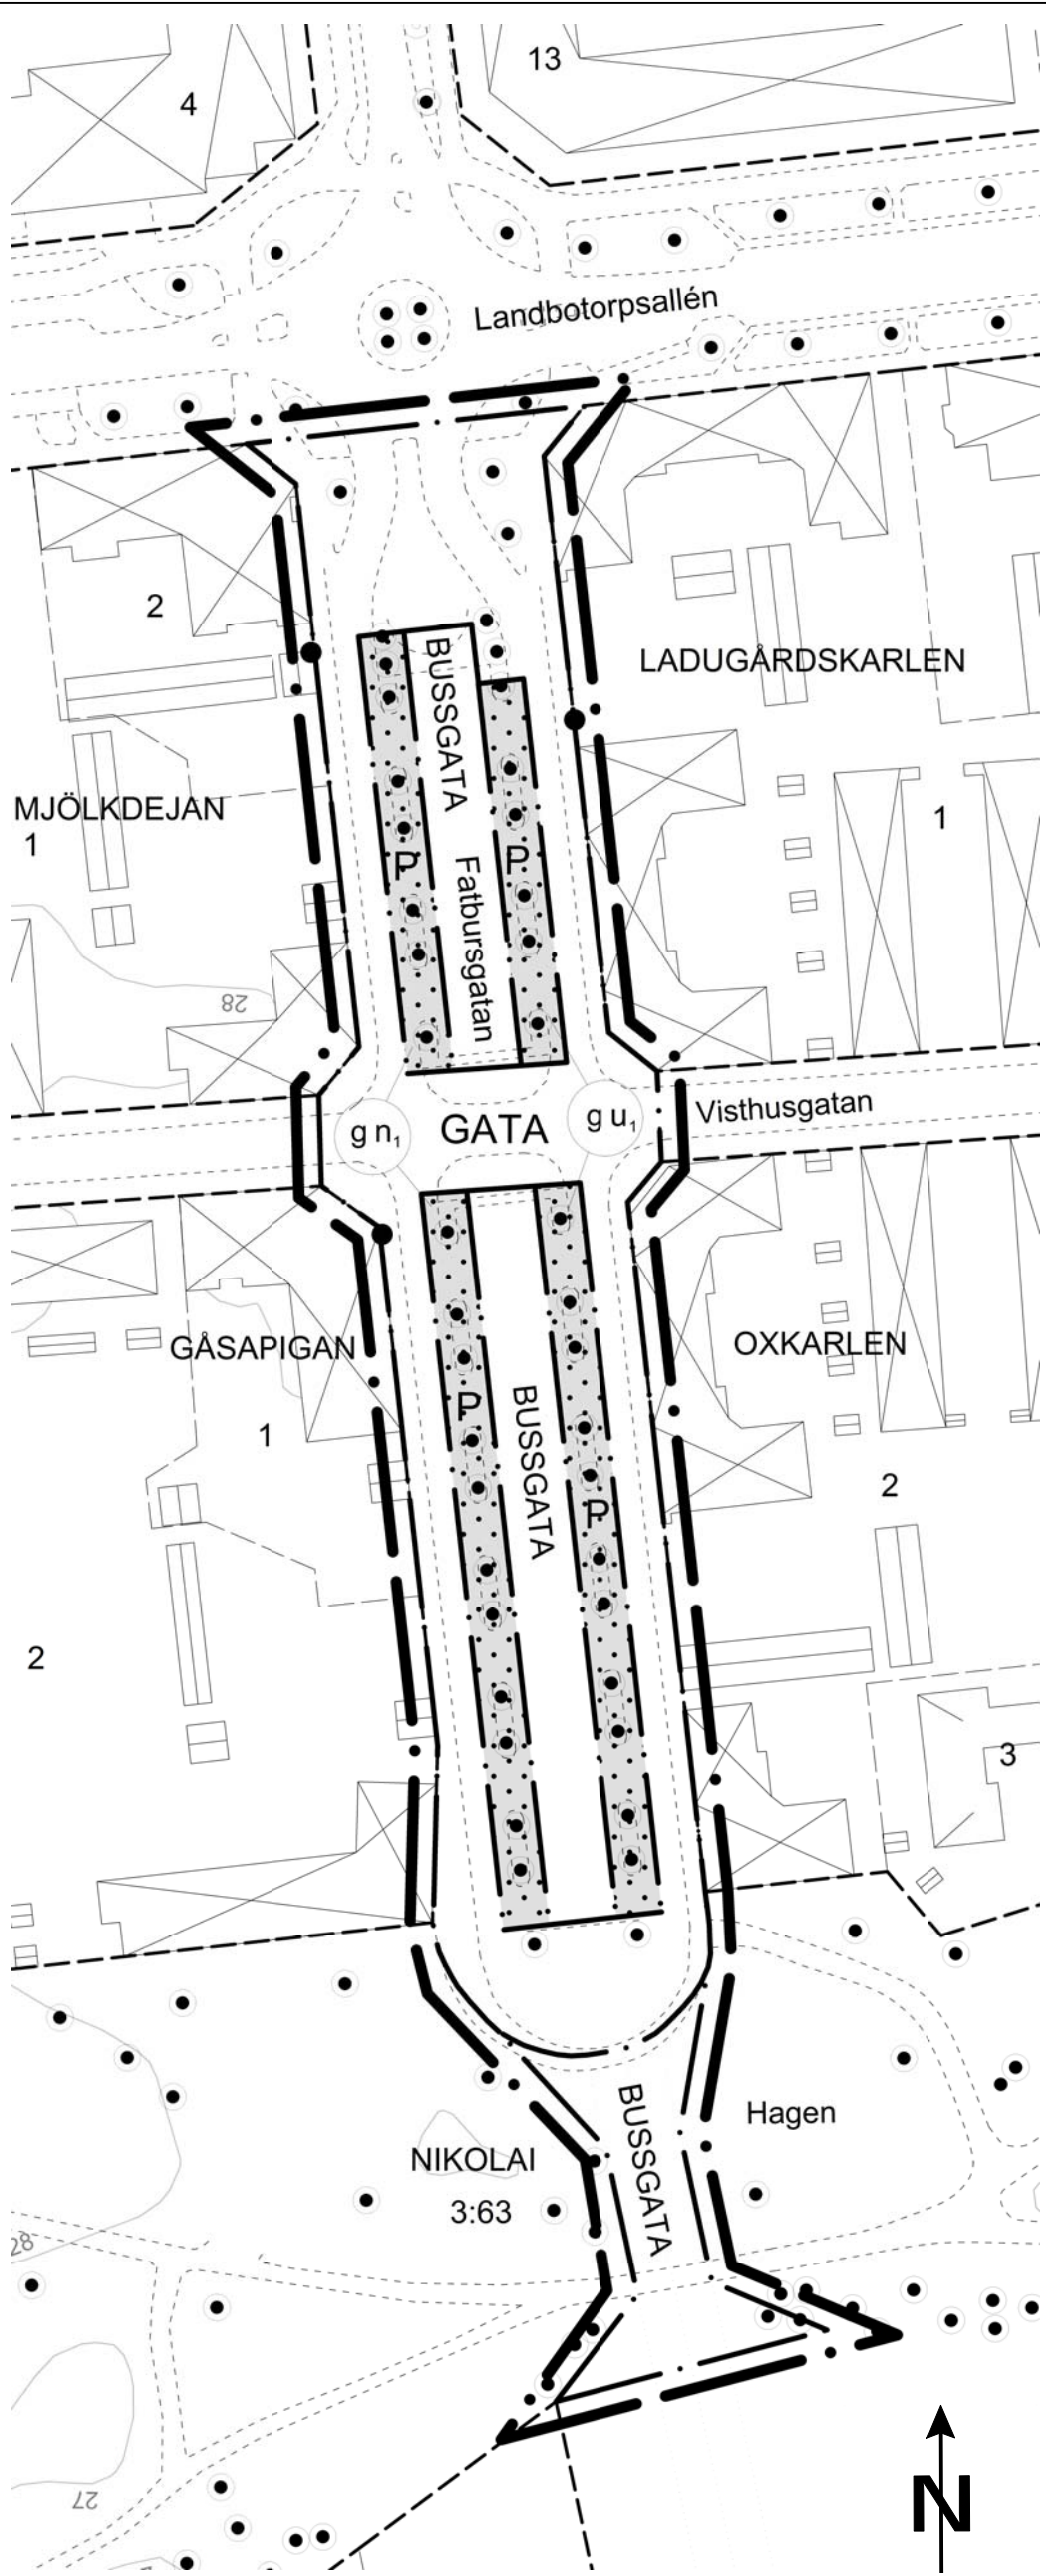 13
4
Landbotorpsallén
2
BUSSGATA
LADUGÅRDSKARLEN
MJÖLKDEJAN
1
1
P
P
Fatbursgatan
28
g n₁
GATA
g u₁
Visthusgatan
GÅSAPIGAN
OXKARLEN
1
P
BUSSGATA
2
P
2
3
BUSSGATA
Hagen
NIKOLAI
3:63
28
27
N